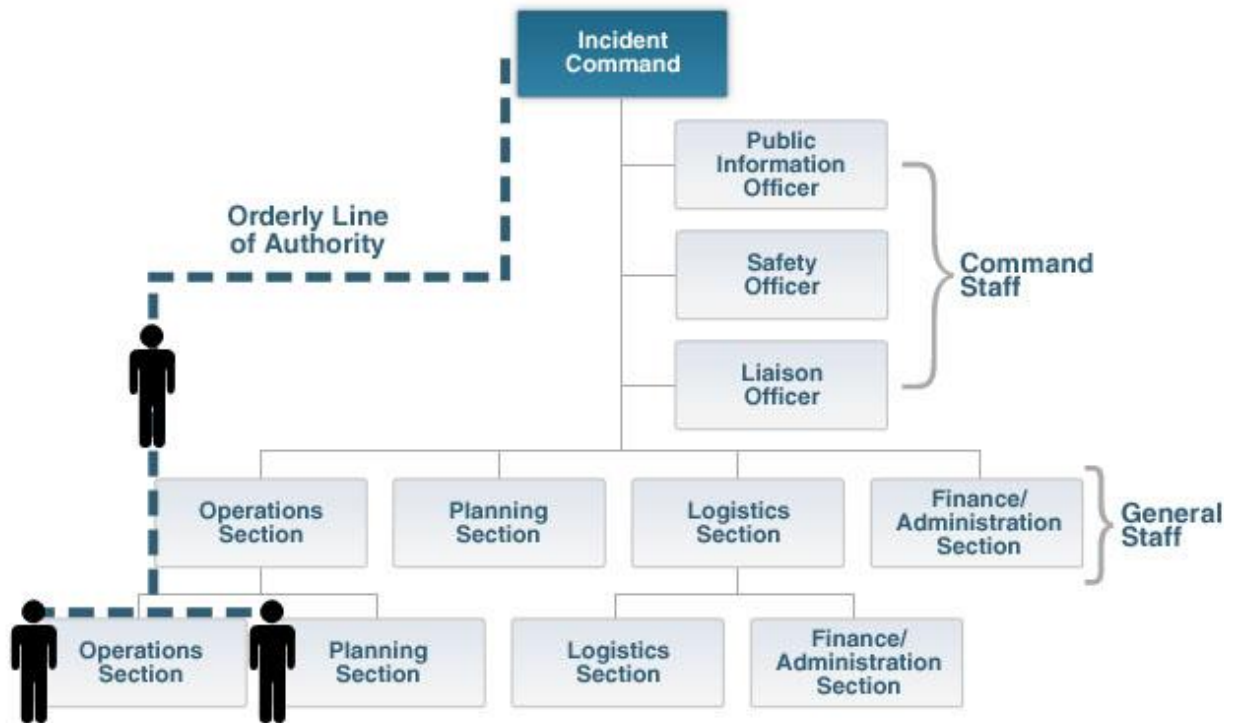 Incident
Command
Public
Information
Officer
Orderly Line
of Authority
Safety
Officer
Command
Staff
Liaison
Officer
Operations
Section
Planning
Section
Logistics
Section
Finance/
Administration
Section
General
Staff
Operations
Section
Planning
Section
Logistics
Section
Finance/
Administration
Section